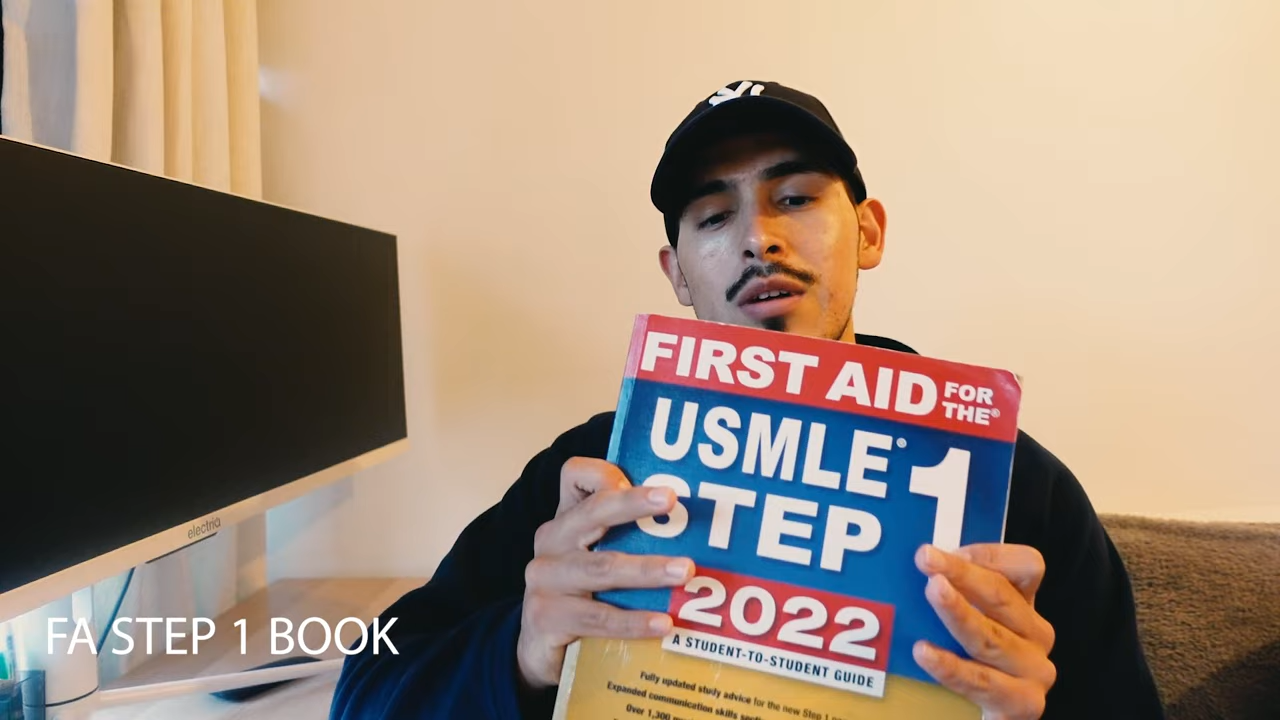 FIRST AID FOR
THE®
USMLE®
STEP 1
2022
A STUDENT-TO-STUDENT GUIDE
Fully updated study advice for the new Step 1
Expanded communication skills
Over 1,300
electriq
FA STEP 1 BOOK